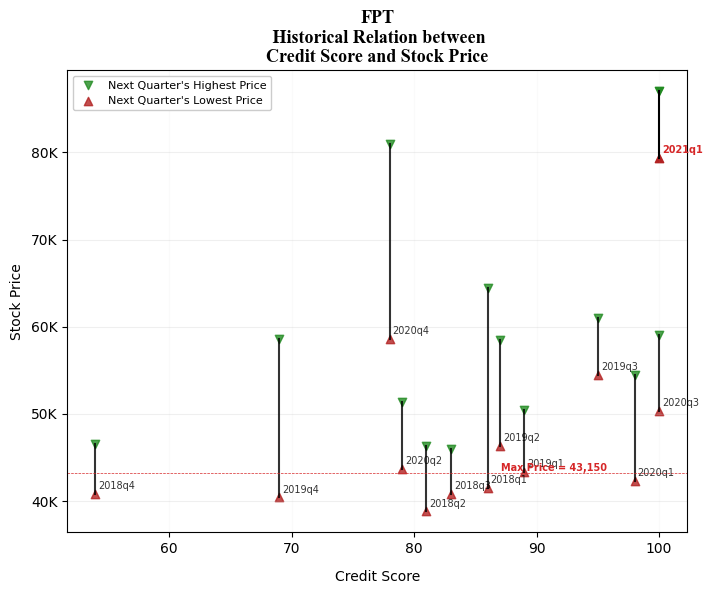 FPT
Historical Relation between
Credit Score and Stock Price
Next Quarter's Highest Price
Next Quarter's Lowest Price
80K
70K
60K
50K
40K
Stock Price
2021q1
2020q4
2019q3
2020q3
2019q2
2020q2
2019q1
Max Price = 43,150
2020q1
2018q1
2018q4
2019q4
2018q3
2018q2
60
70
80
90
100
Credit Score